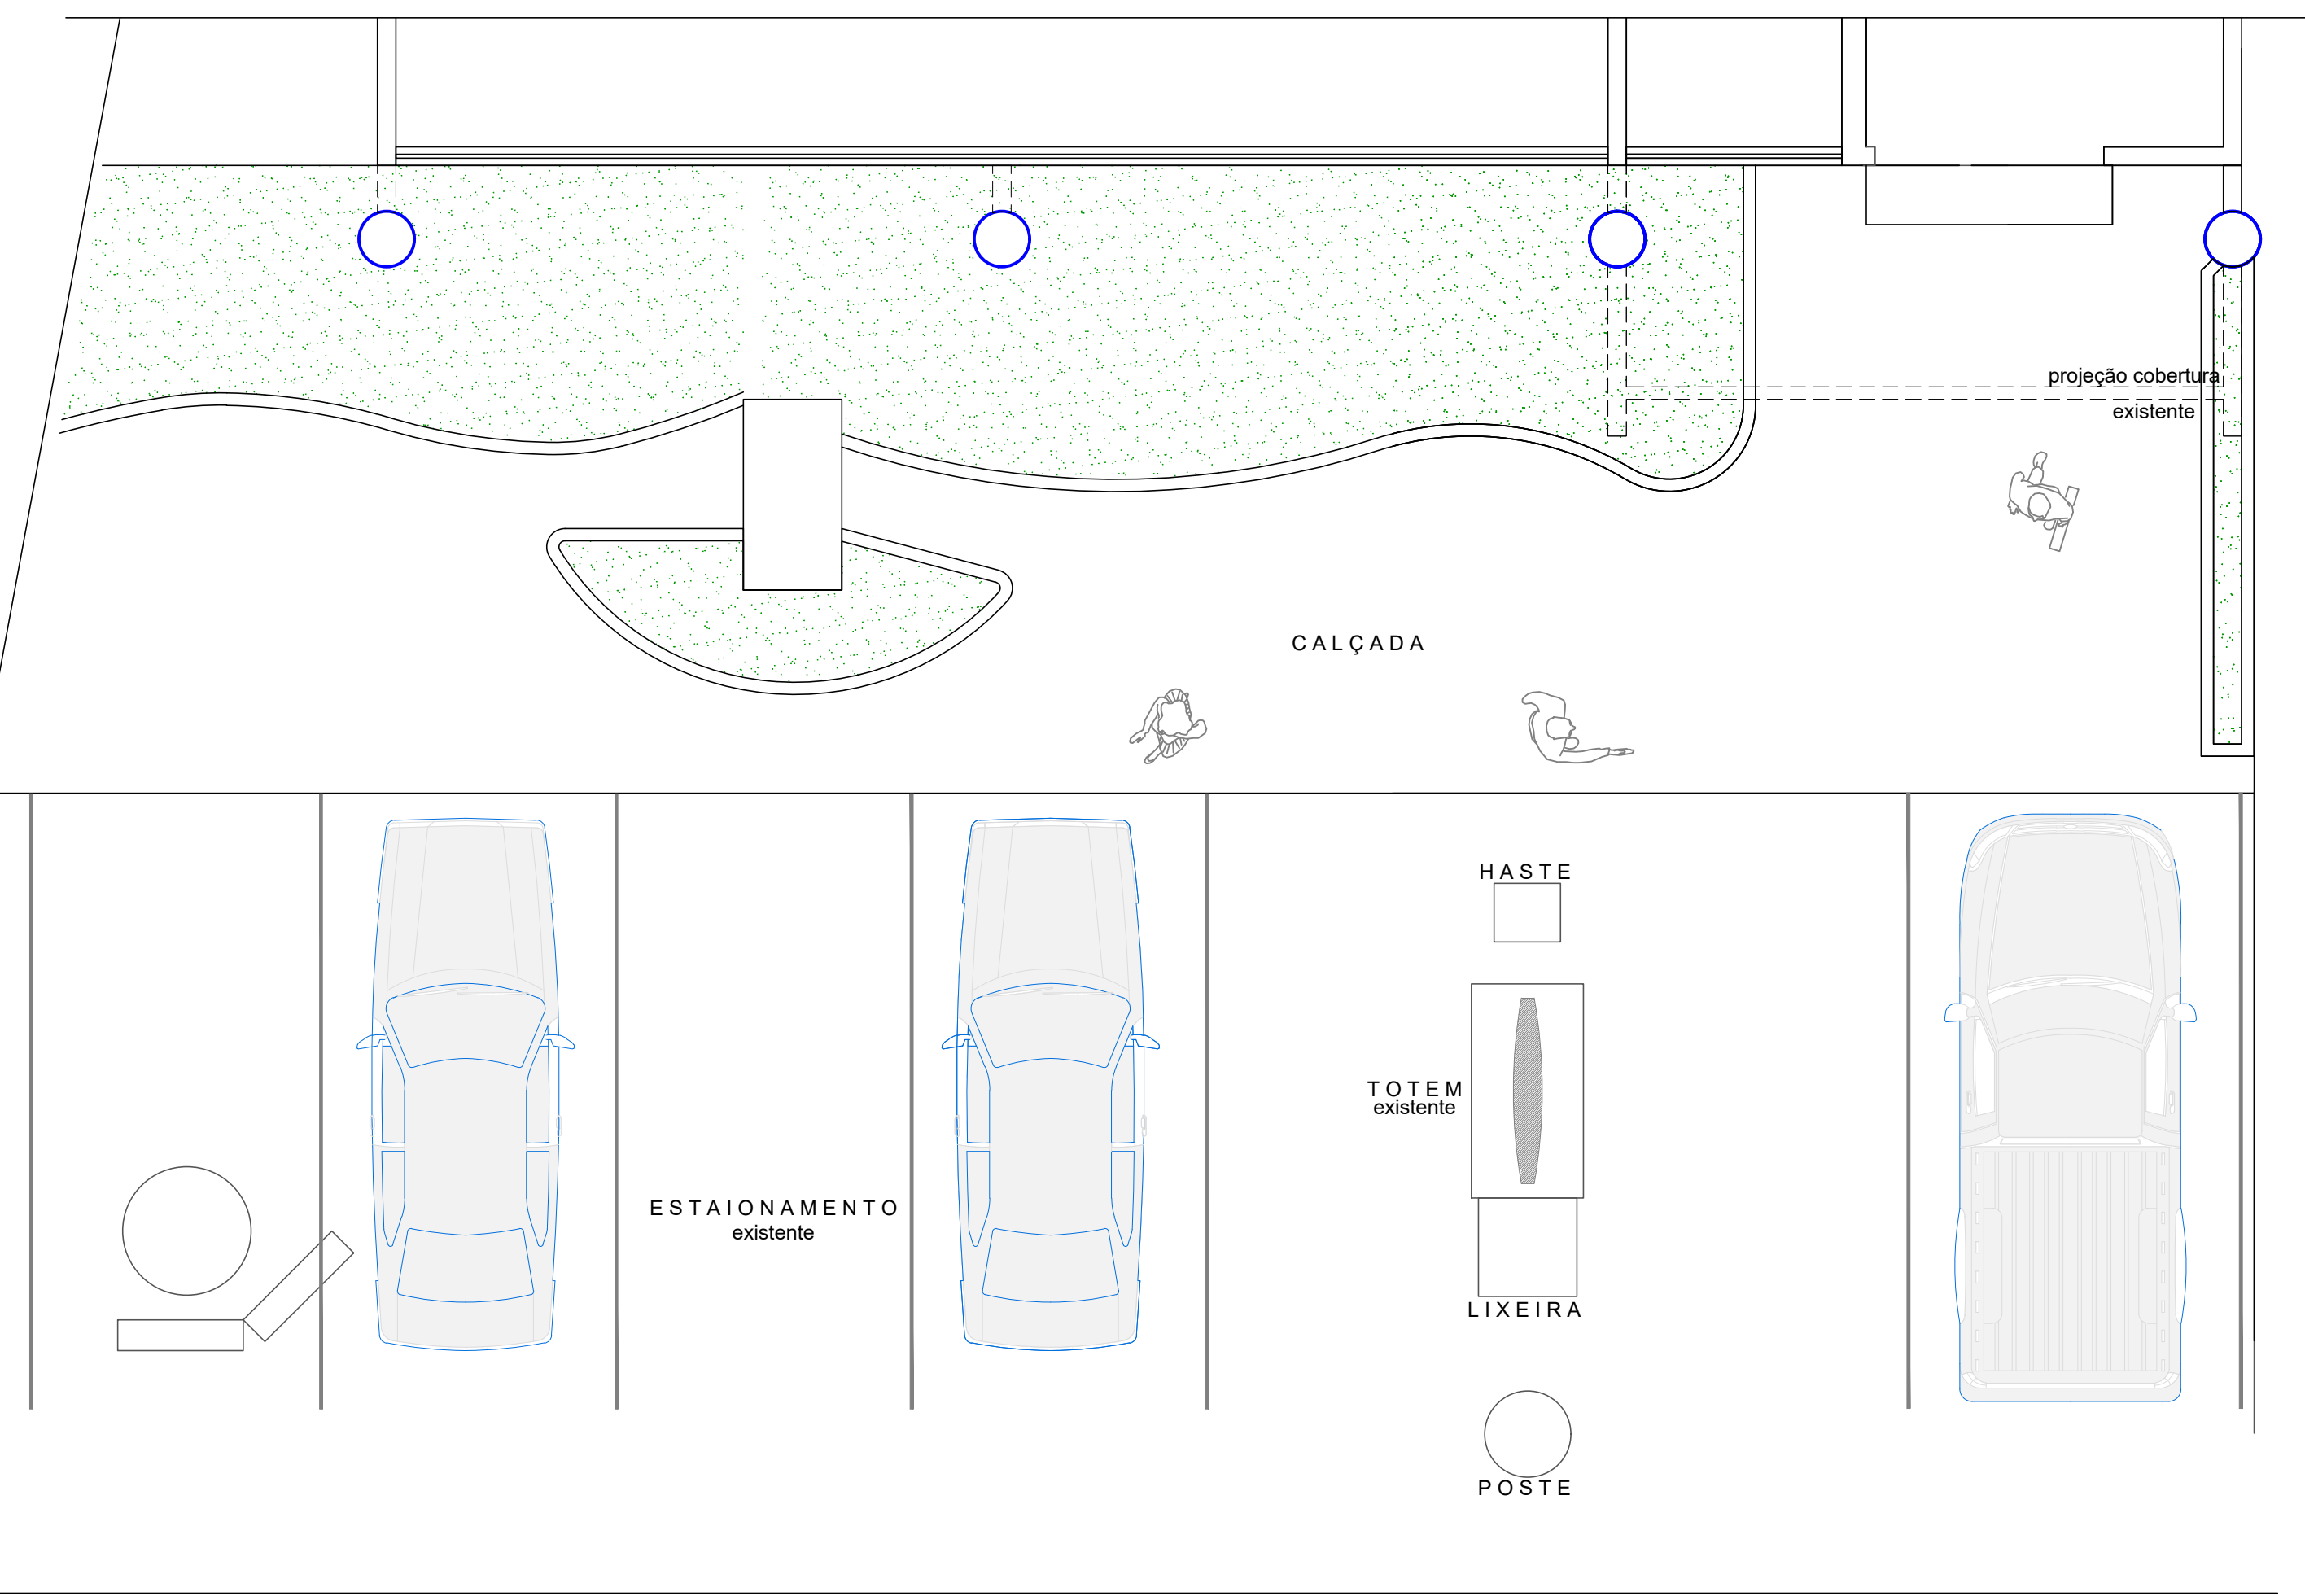 projeção cobertura
existente
CALÇADA
HASTE
TOTEM
existente
ESTAIONAMENTO
existente
LIXEIRA
POSTE